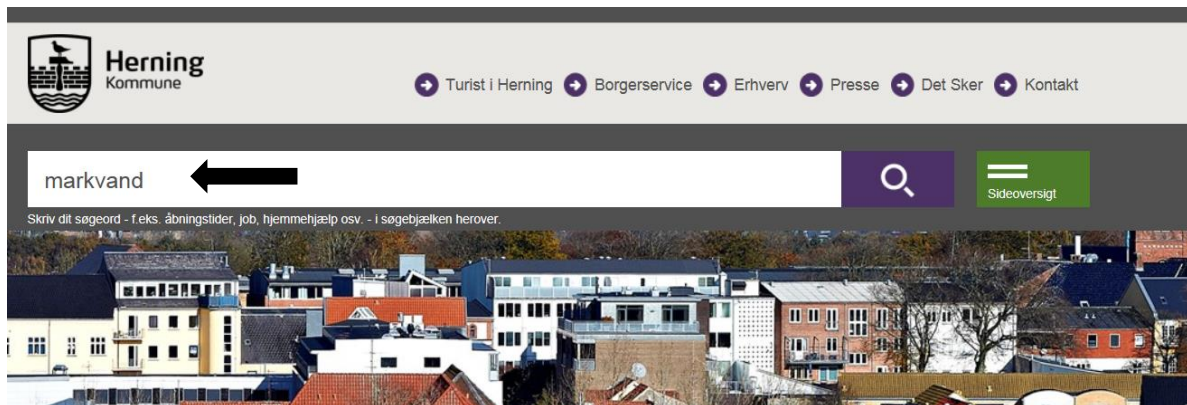 Herning
Kommune
Turist i Herning Borgerservice Erhverv Presse Det Sker Kontakt
markvand
Sideoversigt
Skriv dit søgeord - f.eks. åbningstider, job, hjemmehjælp osv. - i søgebjælken herover.